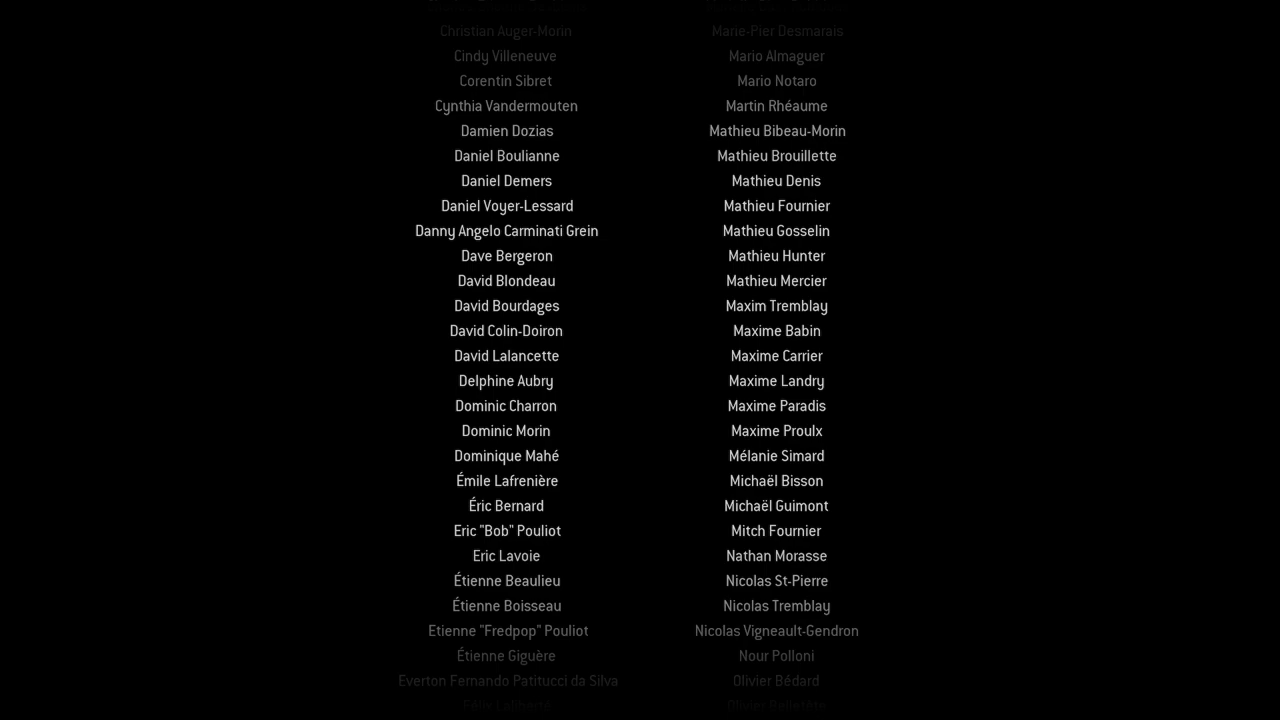 Christian Auger-Morin
Cindy Villeneuve
Corentin Sibret
Cynthia Vandermouten
Damien Dozias
Daniel Boulianne
Daniel Demers
Daniel Voyer-Lessard
Danny Angelo Carminati Grein
Dave Bergeron
David Blondeau
David Bourdages
David Colin-Doiron
David Lalancette
Delphine Aubry
Dominic Charron
Dominic Morin
Dominique Mahé
Émile Lafrenière
Éric Bernard
Eric "Bob" Pouliot
Eric Lavoie
Étienne Beaulieu
Étienne Boisseau
Etienne "Fredpop" Pouliot
Étienne Giguère
Everton Fernando Patitucci da Silva
Félix Laliberté
Marie-Pier Desmarais
Mario Almaguer
Mario Notaro
Martin Rhéaume
Mathieu Bibeau-Morin
Mathieu Brouillette
Mathieu Denis
Mathieu Fournier
Mathieu Gosselin
Mathieu Hunter
Mathieu Mercier
Maxim Tremblay
Maxime Babin
Maxime Carrier
Maxime Landry
Maxime Paradis
Maxime Proulx
Mélanie Simard
Michaël Bisson
Michaël Guimont
Mitch Fournier
Nathan Morasse
Nicolas St-Pierre
Nicolas Tremblay
Nicolas Vigneault-Gendron
Nour Polloni
Olivier Bédard
Olivier